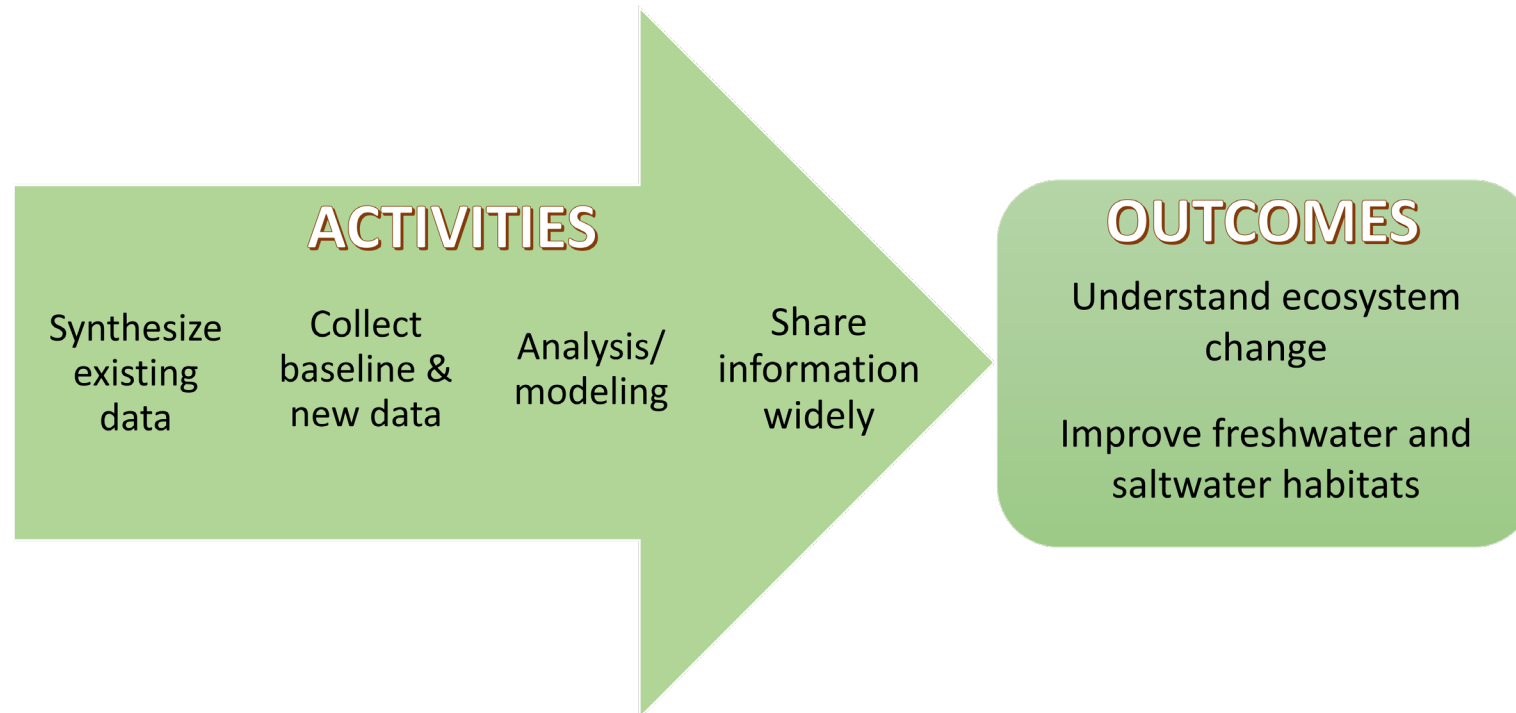 ACTIVITIES
Synthesize
existing
data
Collect
baseline &
new data
Analysis/
modeling
Share
information
widely
OUTCOMES
Understand ecosystem
change
Improve freshwater and
saltwater habitats